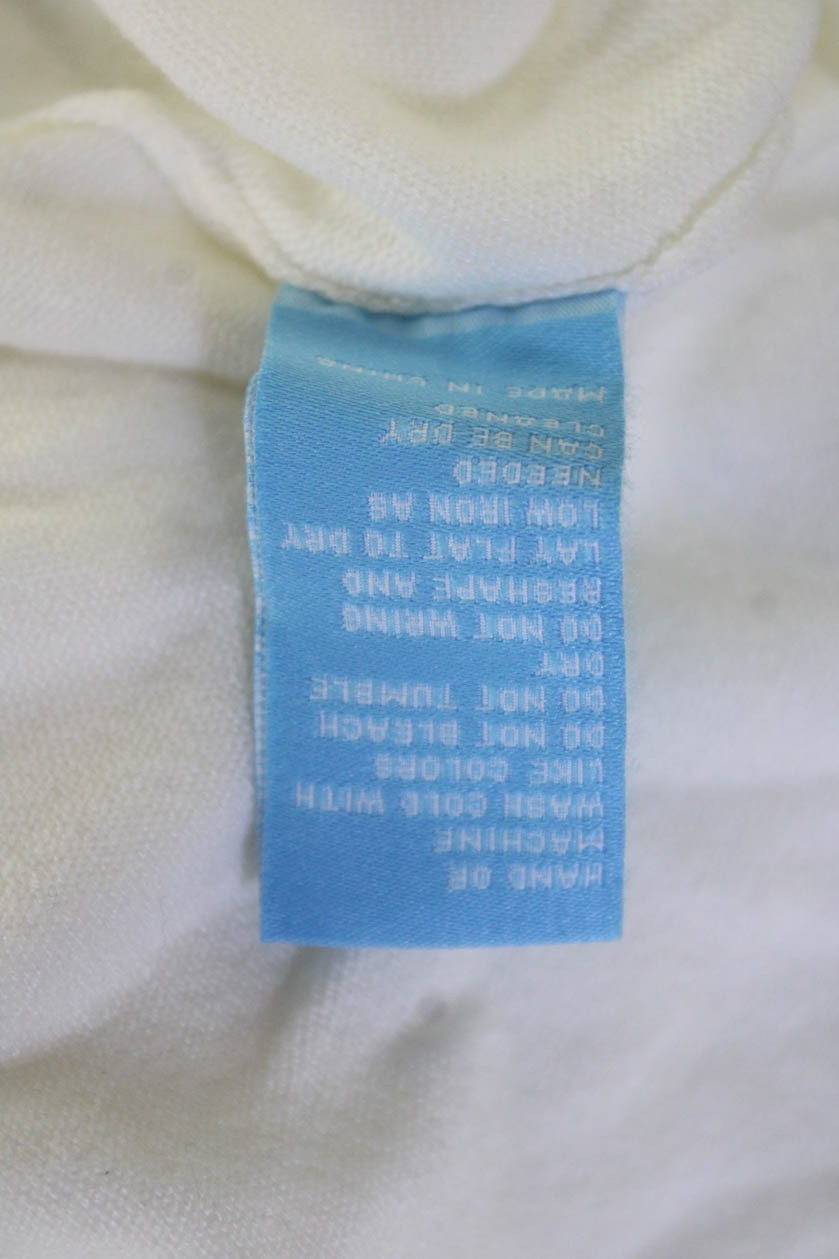 HAND OR
MACHINE
WASH COLD WITH
LIKE COLORS
DO NOT BLEACH
DO NOT TUMBLE
DRY
DO NOT WRING
RESHAPE AND
LAY FLAT TO DRY
LOW IRON AS
NEEDED
CAN BE DRY
CLEANED
MADE IN CHINA